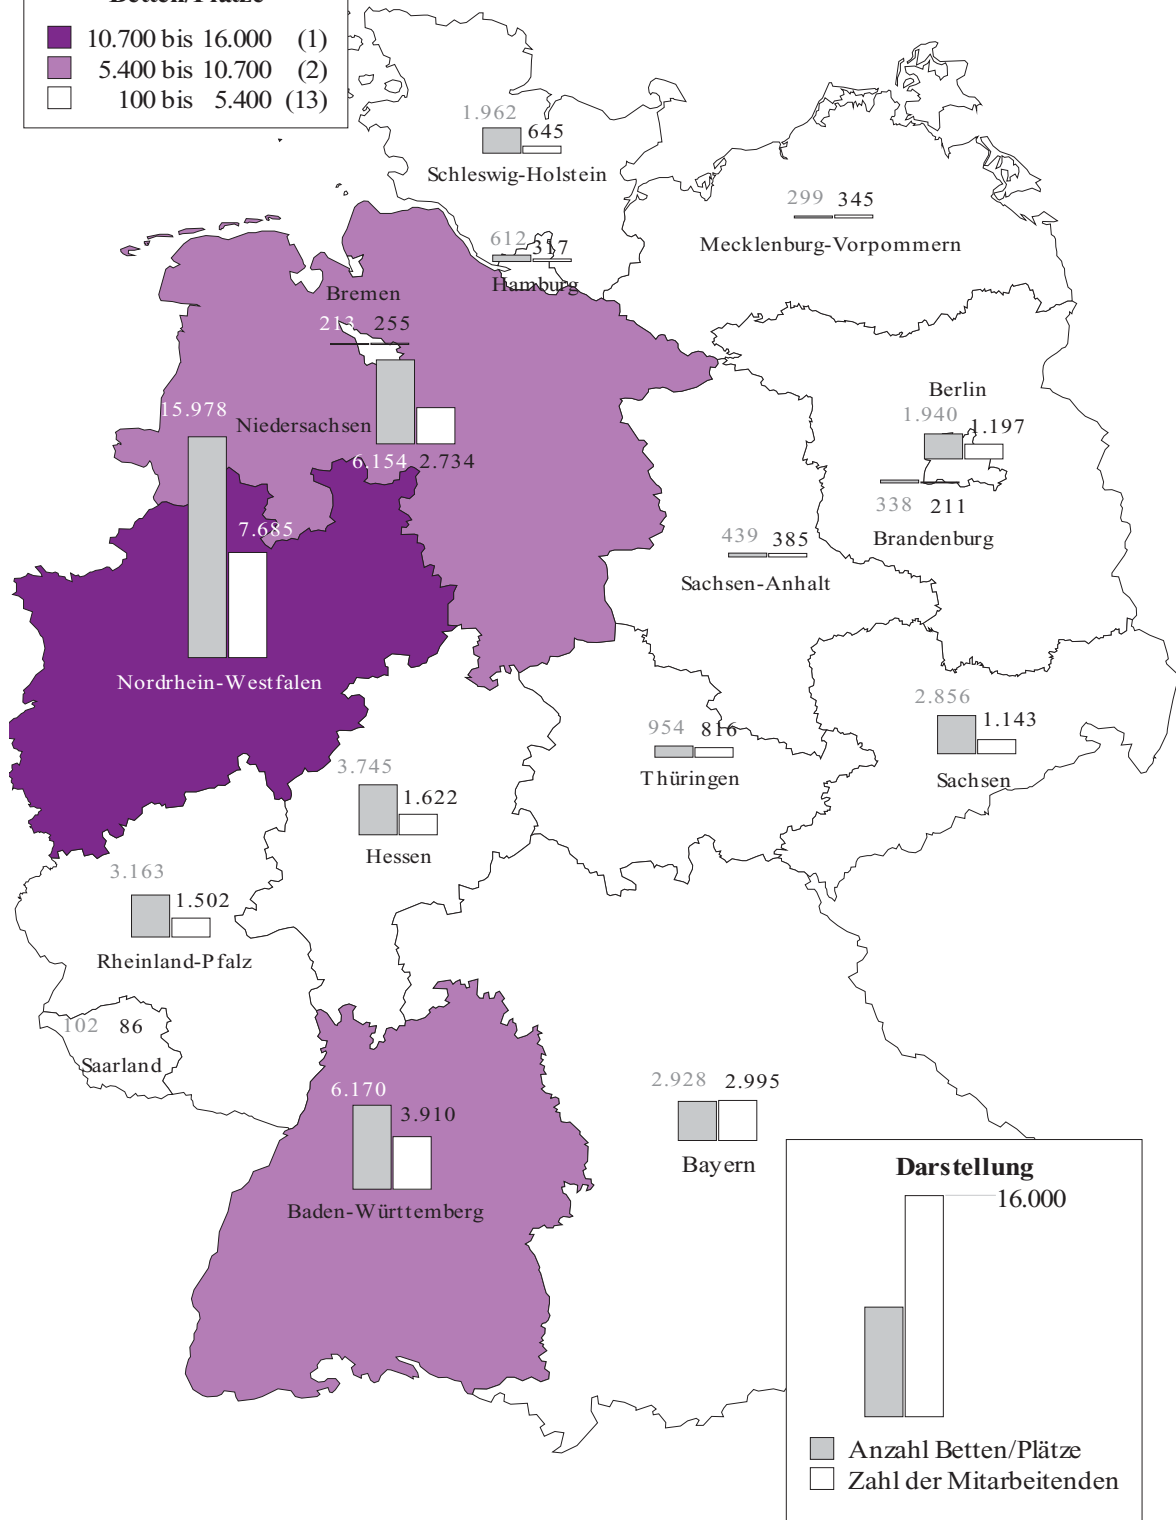 Betten/Plätze
10.700 bis 16.000 (1)
5.400 bis 10.700 (2)
100 bis 5.400 (13)
1.962
645
Schleswig-Holstein
299 345
Mecklenburg-Vorpommern
612 317
Hamburg
Bremen
213 255
Berlin
1.940
1.197
15.978
Niedersachsen
6.154 2.734
338 211
Brandenburg
7.685
439 385
Sachsen-Anhalt
Nordrhein-Westfalen
2.856
1.143
Sachsen
954 816
Thüringen
3.745
1.622
Hessen
3.163
1.502
Rheinland-Pfalz
102 86
Saarland
6.170
3.910
Baden-Württemberg
2.928 2.995
Bayern
Darstellung
16.000
Anzahl Betten/Plätze
Zahl der Mitarbeitenden